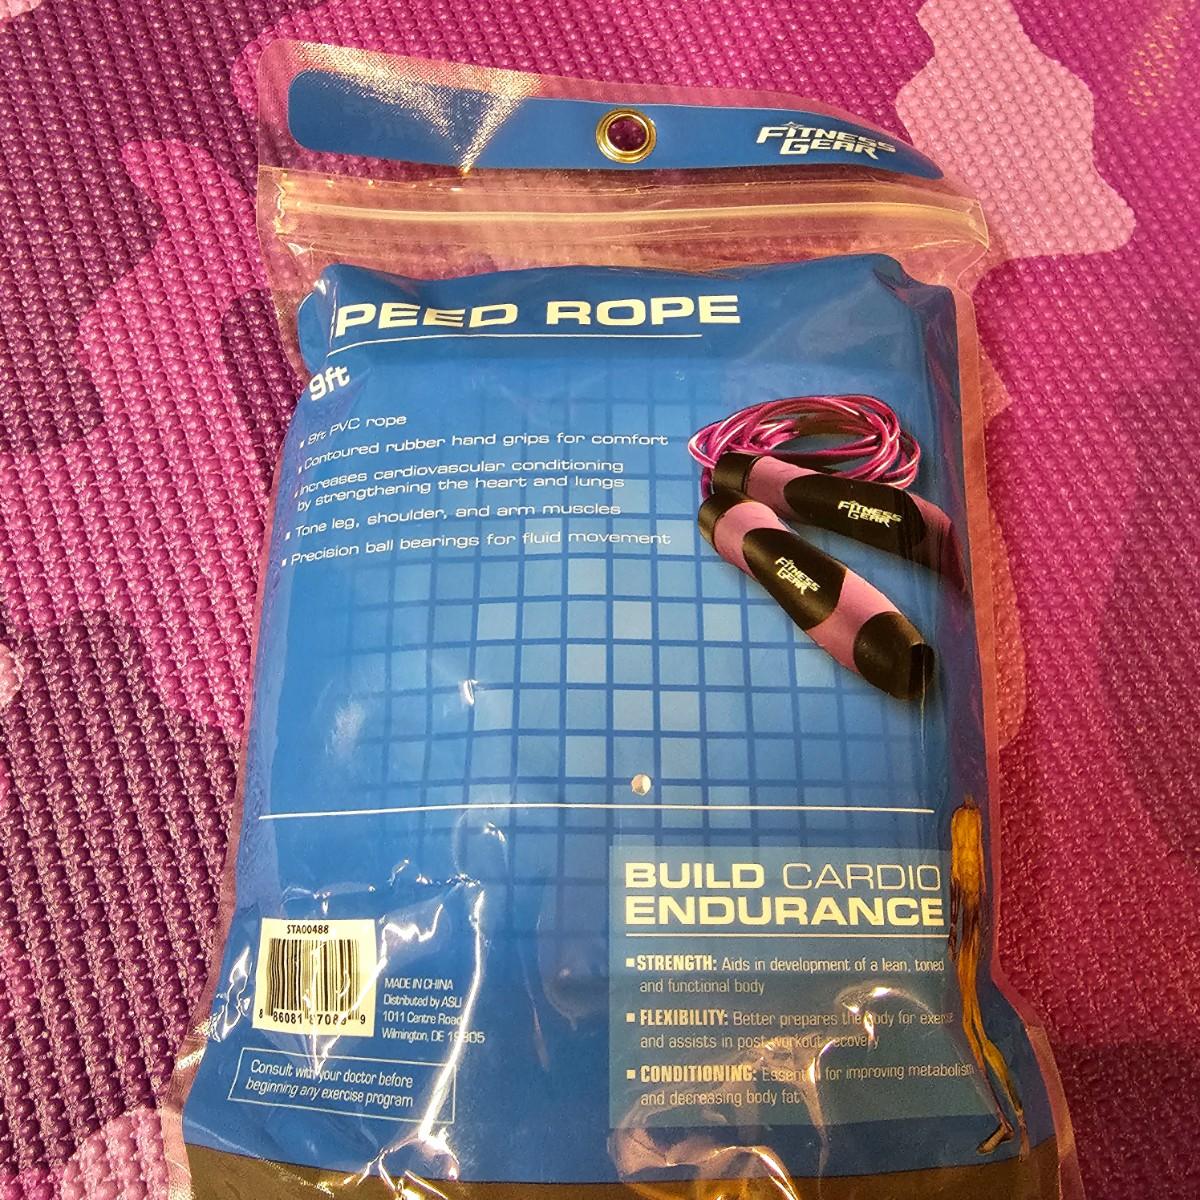 FITNESS
GEAR
PEED ROPE
9ft
▪ 9ft PVC rope
▪ Contoured rubber hand grips for comfort
▪ Increases cardiovascular conditioning
by strengthening the heart and lungs
▪ Tone leg, shoulder, and arm muscles
▪ Precision ball bearings for fluid movement
FITNESS
GEAR
FITNESS
GEAR
BUILD CARDIO
ENDURANCE
▪ STRENGTH: Aids in development of a lean, toned
and functional body
▪ FLEXIBILITY: Better prepares the body for exercise
and assists in post workout recovery
▪ CONDITIONING: Essential for improving metabolism
and decreasing body fat
STA00488
8 86081 9
MADE IN CHINA
Distributed by ASLI
1011 Centre Road
Wilmington, DE 19805
Consult with your doctor before
beginning any exercise program